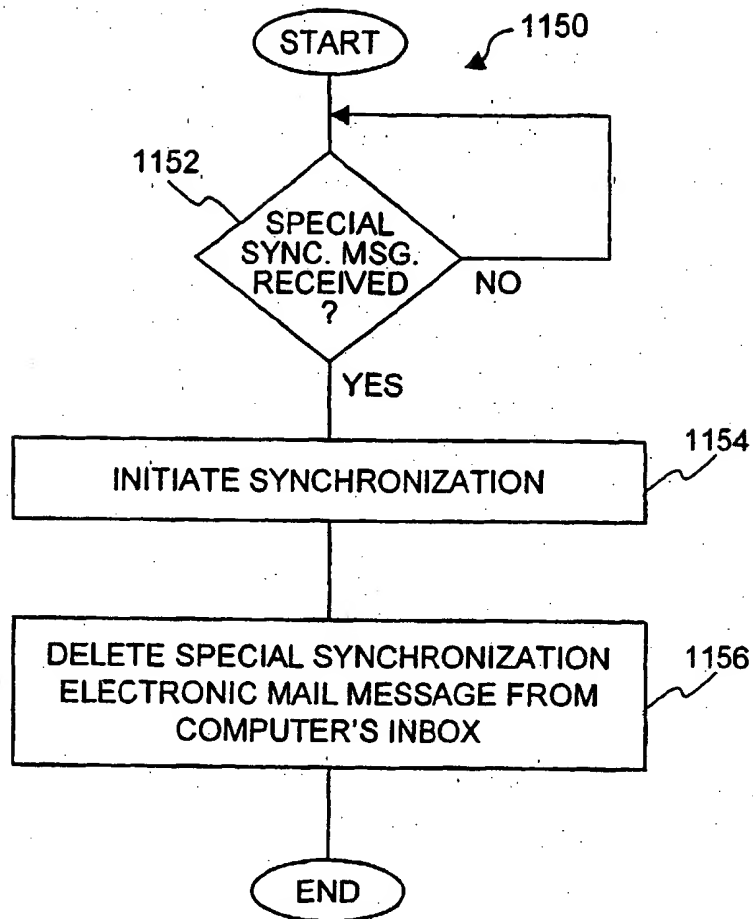 START
1150
1152
SPECIAL
SYNC. MSG.
RECEIVED
?
NO
YES
1154
INITIATE SYNCHRONIZATION
DELETE SPECIAL SYNCHRONIZATION
ELECTRONIC MAIL MESSAGE FROM
COMPUTER'S INBOX
1156
END